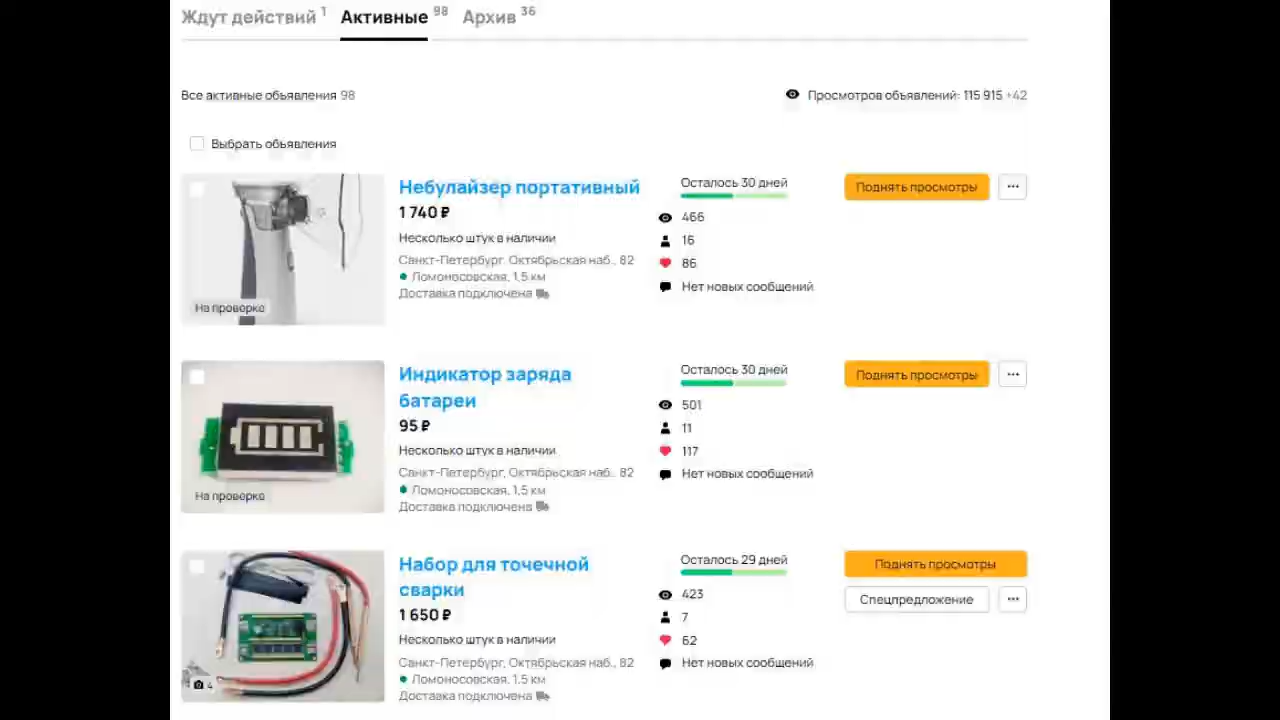 Ждут действий 1 Активные 98 Архив 36
Все активные объявления 98 Просмотров объявлений: 115 915 +42
Выбрать объявления
Небулайзер портативный
1 740 ₽
Несколько штук в наличии
Санкт-Петербург, Октябрьская наб., 82
Ломоносовская, 1,5 км
Доставка подключена
На проверке
Осталось 30 дней
466
16
86
Нет новых сообщений
Поднять просмотры
Индикатор заряда
батареи
95 ₽
Несколько штук в наличии
Санкт-Петербург, Октябрьская наб., 82
Ломоносовская, 1,5 км
Доставка подключена
На проверке
Осталось 30 дней
501
11
117
Нет новых сообщений
Поднять просмотры
Набор для точечной
сварки
1 650 ₽
Несколько штук в наличии
Санкт-Петербург, Октябрьская наб., 82
Ломоносовская, 1,5 км
Доставка подключена
4
Осталось 29 дней
423
7
62
Нет новых сообщений
Поднять просмотры
Спецпредложение